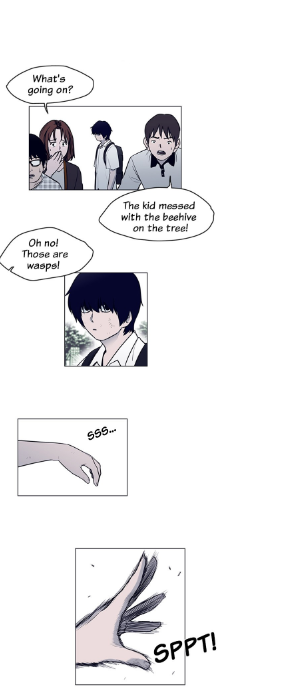 What's
going on?
The kid messed
with the beehive
on the tree!
Oh no!
Those are
wasps!
SSS...
SPPT!